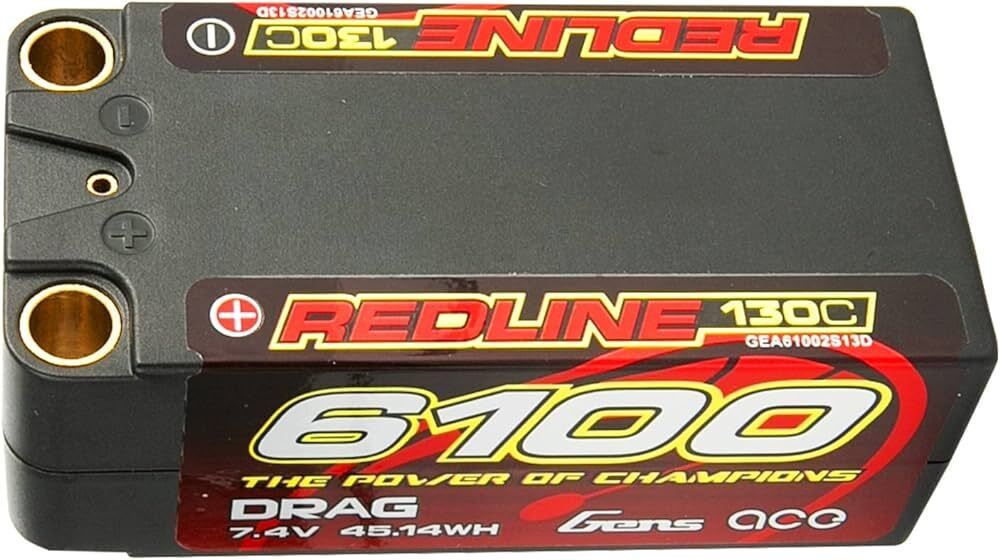 GEA61002S13D
REDLINE 130C
REDLINE 130C
GEA61002S13D
6100
THE POWER OF CHAMPIONS
DRAG
7.4V 45.14WH
Gens ace